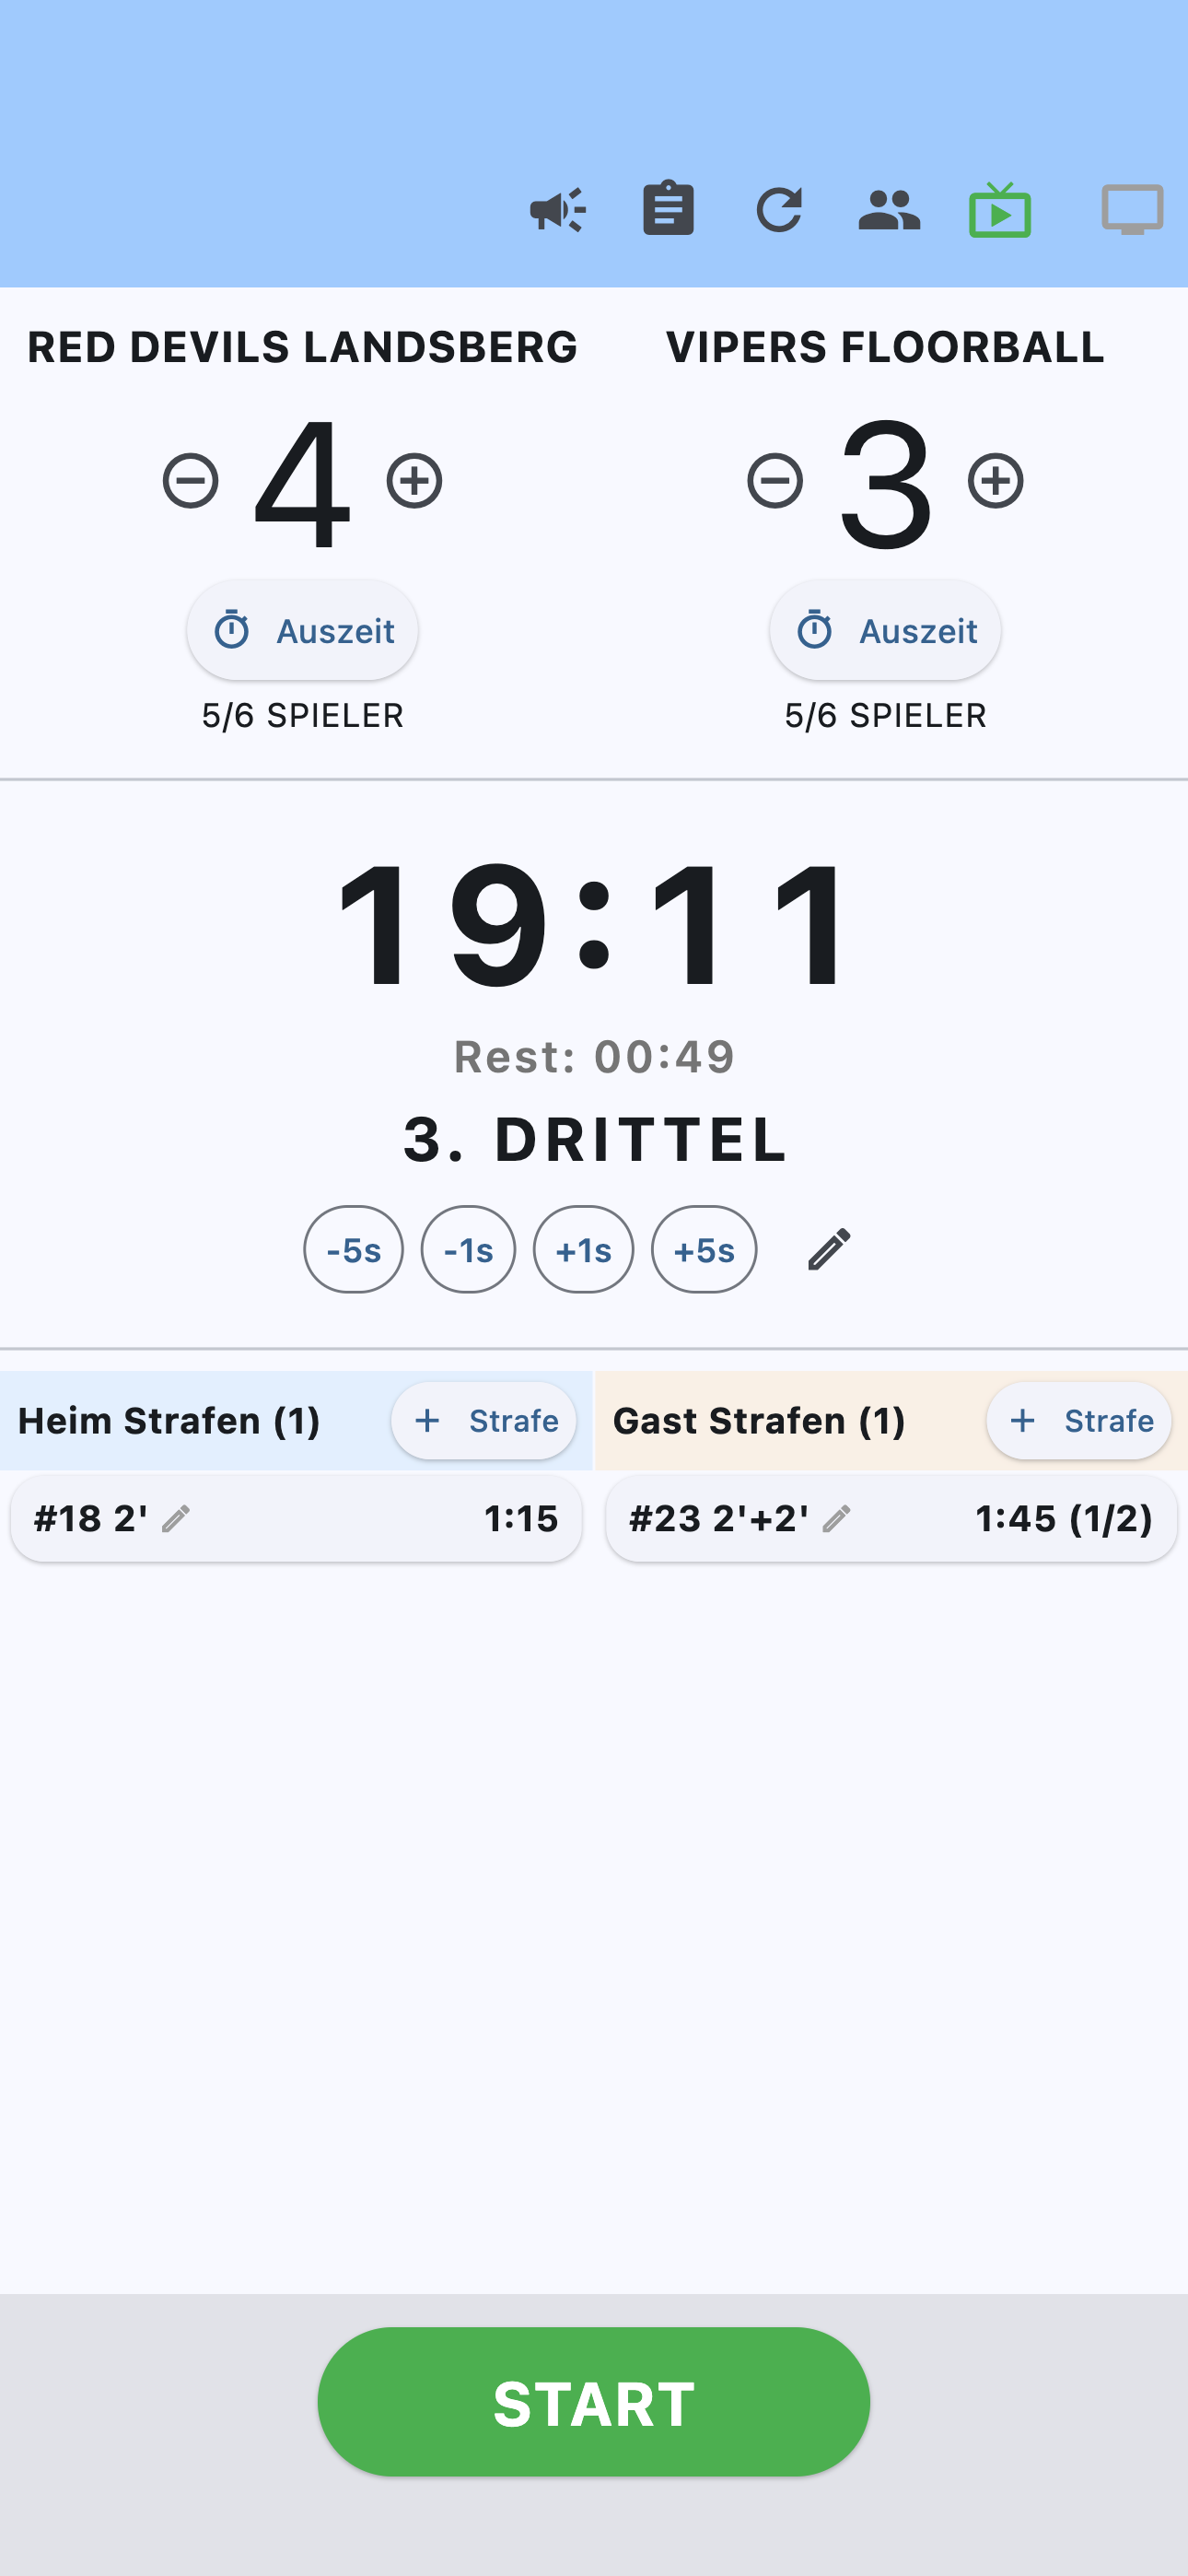 RED DEVILS LANDSBERG
4
Auszeit
5/6 SPIELER
VIPERS FLOORBALL
3
Auszeit
5/6 SPIELER
19:11
Rest: 00:49
3. DRITTEL
-5s -1s +1s +5s
Heim Strafen (1) + Strafe
#18 2' 1:15
Gast Strafen (1) + Strafe
#23 2'+2' 1:45 (1/2)
START